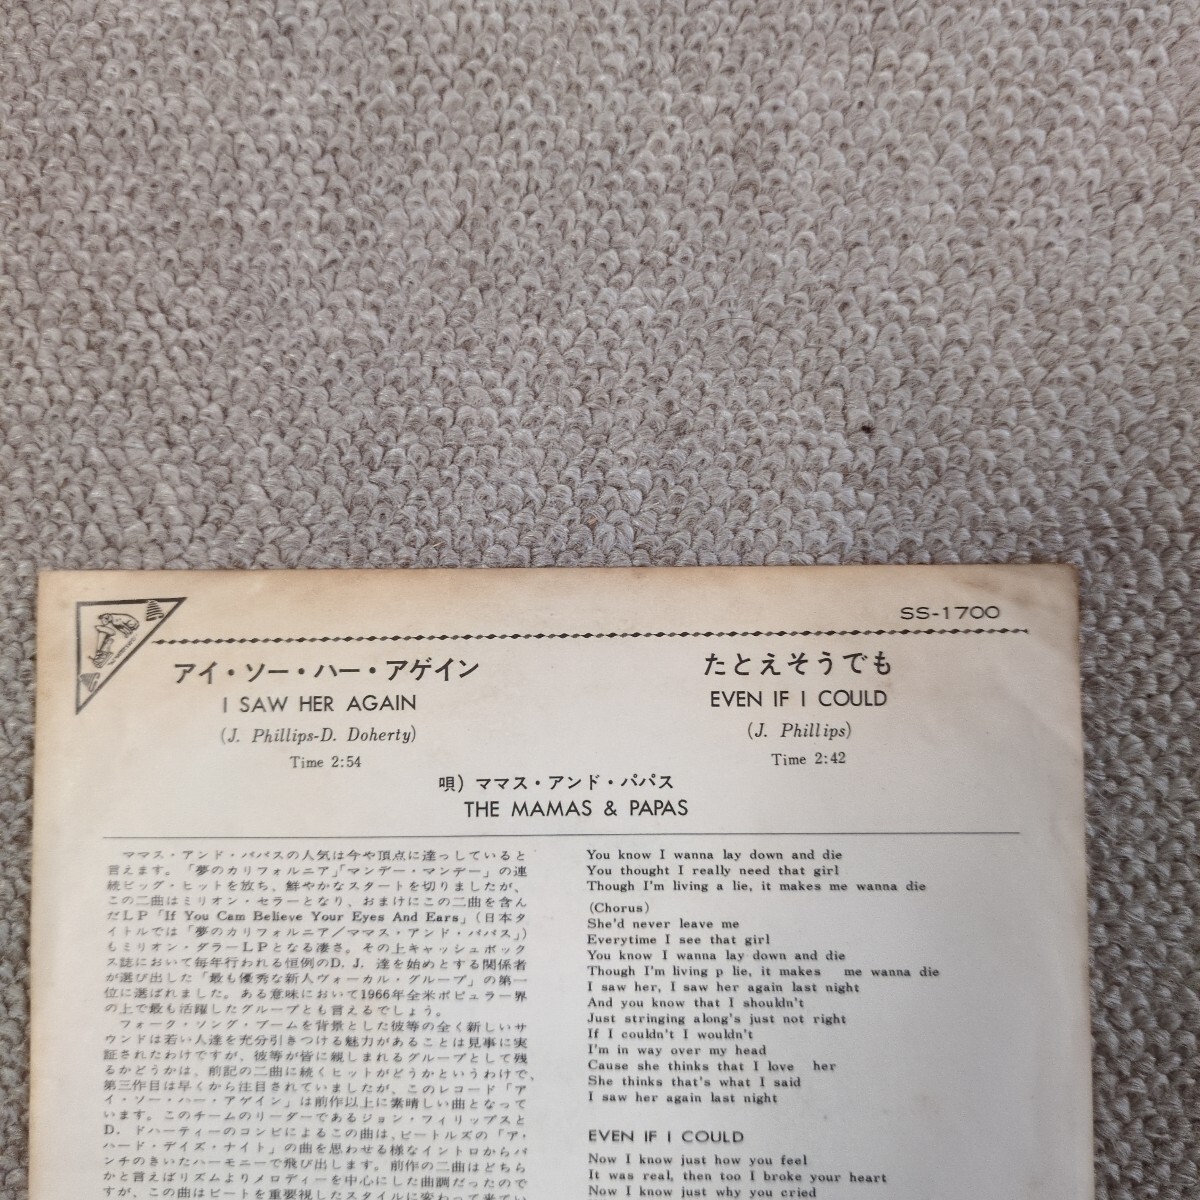 SS-1700
アイ・ソー・ハー・アゲイン
I SAW HER AGAIN
(J. Phillips-D. Doherty)
Time 2:54
たとえそうでも
EVEN IF I COULD
(J. Phillips)
Time 2:42
唄) ママス・アンド・パパス
THE MAMAS & PAPAS
ママス・アンド・パパスの人気は今や頂点に達っしていると
言えます。「夢のカリフォルニア」「マンデー・マンデー」の連
続ビッグ・ヒットを放ち、鮮やかなスタートを切りましたが、
この二曲はミリオン・セラーとなり、おまけにこの二曲を含ん
だLP「If You Cam Believe Your Eyes And Ears」(日本タ
イトルでは「夢のカリフォルニア/ママス・アンド・パパス」)
もミリオン・ダラーLPとなる凄さ。その上キャッシュボック
ス誌において毎年行われる恒例のD.J. 達を始めとする関係者
が選び出した「最も優秀な新人ヴォーカル・グループ」の第一
位に選ばれました。ある意味において1966年全米ポピュラー界
の上で最も活躍したグループとも言えるでしょう。
フォーク・ソング・ブームを背景とした彼等の全く新しいサ
ウンドは若い人達を充分引きつける魅力があることは見事に実
証されたわけですが、彼等が皆に親しまれるグループとして残
るかどうかは、前記の二曲に続くヒットがどうかというわけで、
第三作目は早くから注目されていましたが、このレコード「ア
イ・ソー・ハー・アゲイン」は前作以上に素晴しい曲となって
います。このチームのリーダーであるジョン・フィリップスと
D. ドハーティーのコンビによるこの曲は、ビートルズの「ア・
ハード・デイズ・ナイト」の曲を思わせる様なイントロからパ
ンチのきいたハーモニーで飛び出します。前作の二曲はどちら
かと言えばリズムよりメロディーを中心にした曲調だったので
すが、この曲はビートを重要視したスタイルに変わって来てい
You know I wanna lay down and die
You thought I really need that girl
Though I'm living a lie, it makes me wanna die
(Chorus)
She'd never leave me
Everytime I see that girl
You know I wanna lay down and die
Though I'm living p lie, it makes me wanna die
I saw her, I saw her again last night
And you know that I shouldn't
Just stringing along's just not right
If I couldn't I wouldn't
I'm in way over my head
Cause she thinks that I love her
She thinks that's what I said
I saw her again last night
EVEN IF I COULD
Now I know just how you feel
It was real, then too I broke your heart
Now I know just why you cried